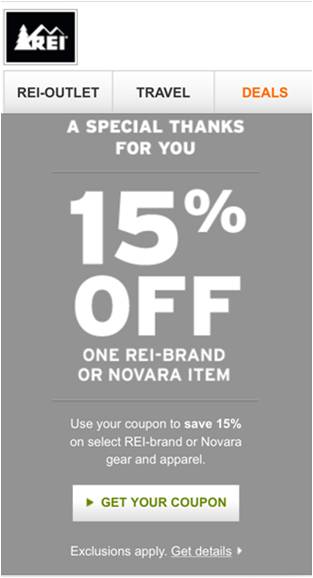 REI
REI-OUTLET TRAVEL DEALS
A SPECIAL THANKS
FOR YOU
15%
OFF
ONE REI-BRAND
OR NOVARA ITEM
Use your coupon to save 15%
on select REI-brand or Novara
gear and apparel.
GET YOUR COUPON
Exclusions apply. Get details